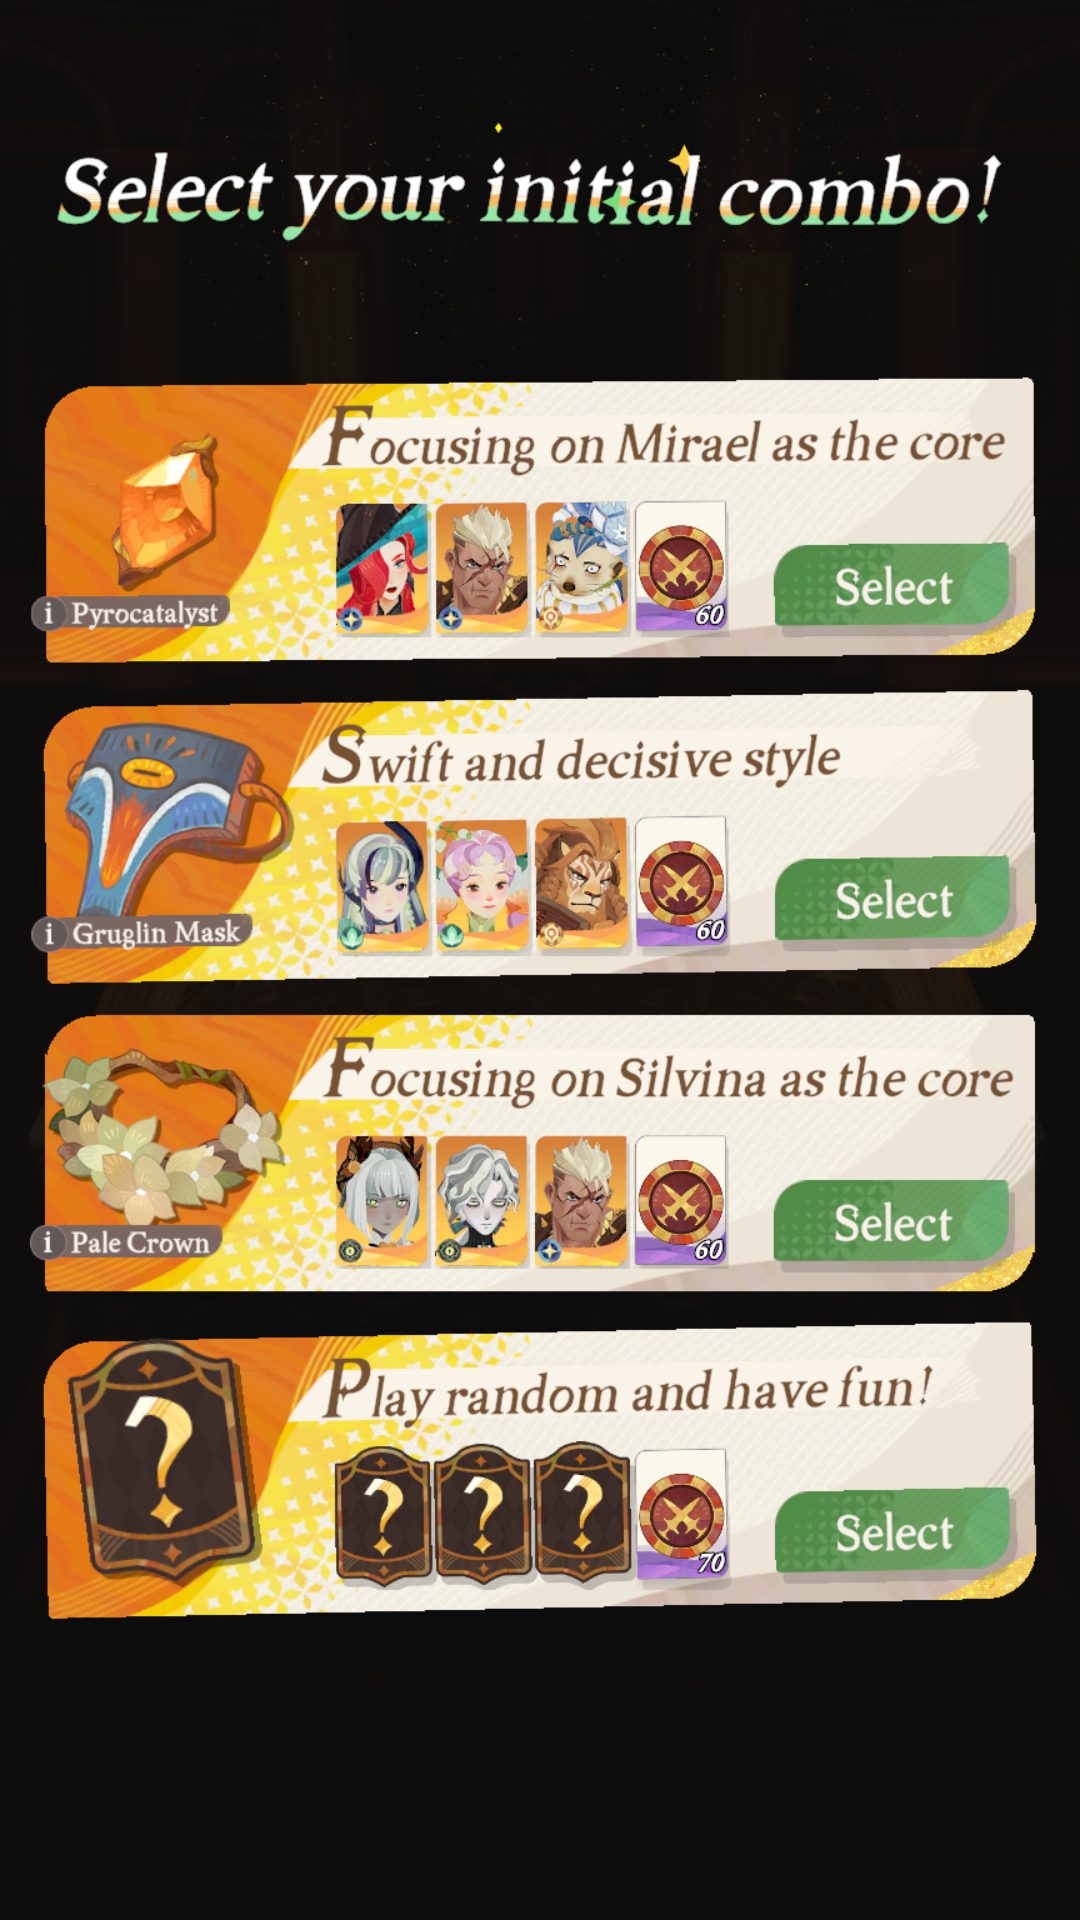 Select your initial combo!
Focusing on Mirael as the core
60
Select
i Pyrocatalyst
Swift and decisive style
60
Select
i Gruglin Mask
Focusing on Silvina as the core
60
Select
i Pale Crown
Play random and have fun!
?
? ? ?
70
Select